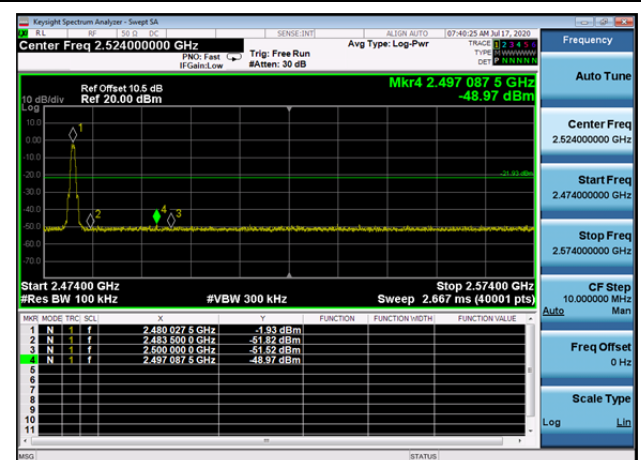 Keysight Spectrum Analyzer - Swept SA
RL RF 50 Ω DC SENSE:INT ALIGN AUTO 07:40:25 AM Jul 17, 2020
Center Freq 2.524000000 GHz
PNO: Fast
IFGain:Low
Trig: Free Run
#Atten: 30 dB
Avg Type: Log-Pwr
TRACE 1 2 3 4 5 6
TYPE M
DET P N N N N N
Ref Offset 10.5 dB
Ref 20.00 dBm
10 dB/div
Log
Mkr4 2.497 087 5 GHz
-48.97 dBm
10.0
0.00
-10.0
-20.0
-30.0
-40.0
-50.0
-60.0
-70.0
1
2
4
3
-21.93 dBm
Start 2.47400 GHz
#Res BW 100 kHz
#VBW 300 kHz
Stop 2.57400 GHz
Sweep 2.667 ms (40001 pts)
MKR MODE TRC SCL X Y FUNCTION FUNCTION WIDTH FUNCTION VALUE
1 N 1 f 2.480 027 5 GHz -1.93 dBm
2 N 1 f 2.483 500 0 GHz -51.82 dBm
3 N 1 f 2.500 000 0 GHz -51.52 dBm
4 N 1 f 2.497 087 5 GHz -48.97 dBm
5
6
7
8
9
10
11
MSG STATUS
Frequency
Auto Tune
Center Freq
2.524000000 GHz
Start Freq
2.474000000 GHz
Stop Freq
2.574000000 GHz
CF Step
10.000000 MHz
Auto Man
Freq Offset
0 Hz
Scale Type
Log Lin